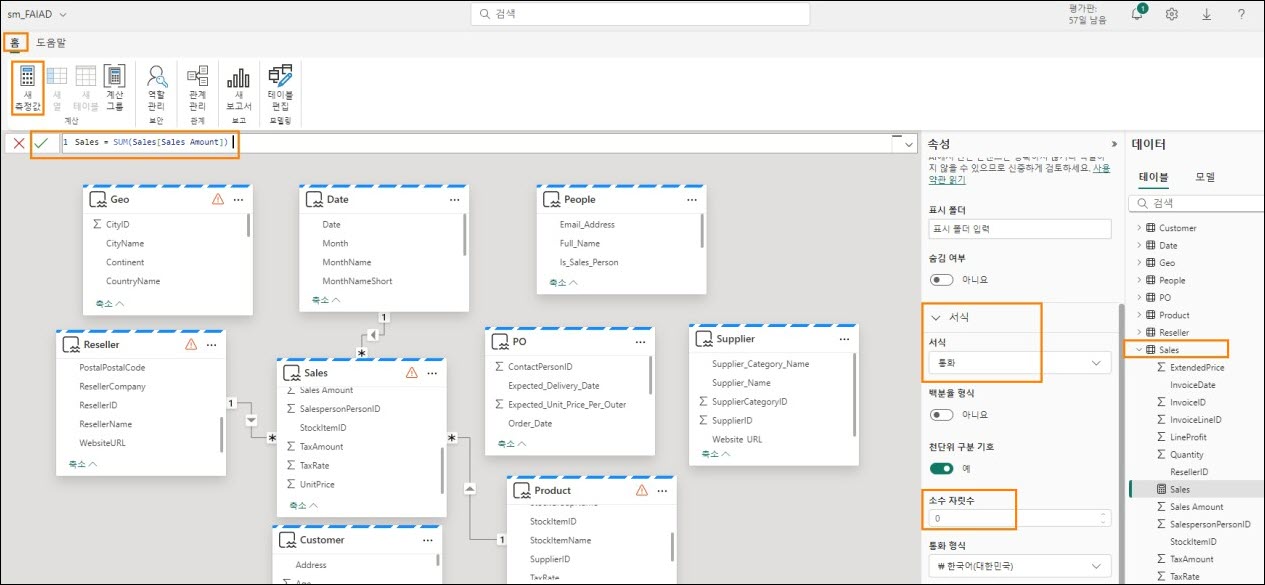 sm_FAIAD
검색
평가판:
57일 남음
1
?
홈
도움말
새
측정값
새
열
새
테이블
계산
그룹
계산
역할
관리
보안
관계
관리
관계
새
보고서
보고
테이블
편집
모델링
1 Sales = SUM(Sales[Sales Amount])
Geo
CityID
CityName
Continent
CountryName
축소
Date
Date
Month
MonthName
MonthNameShort
축소
People
Email_Address
Full_Name
Is_Sales_Person
축소
Reseller
PostalPostalCode
ResellerCompany
ResellerID
ResellerName
WebsiteURL
축소
1
*
1
*
Sales
Sales Amount
SalespersonPersonID
StockItemID
TaxAmount
TaxRate
UnitPrice
축소
*
1
PO
ContactPersonID
Expected_Delivery_Date
Expected_Unit_Price_Per_Outer
Order_Date
축소
Supplier
Supplier_Category_Name
Supplier_Name
SupplierCategoryID
SupplierID
Website_URL
축소
Product
StockItemID
StockItemName
SupplierID
TaxRate
Customer
Address
속성
지 않을 수 있으므로 신중하게 검토하세요. 사용
약관 읽기
표시 폴더
표시 폴더 입력
숨김 여부
아니요
서식
서식
통화
백분율 형식
아니요
천단위 구분 기호
예
소수 자릿수
0
통화 형식
₩ 한국어(대한민국)
데이터
테이블
모델
검색
Customer
Date
Geo
People
PO
Product
Reseller
Sales
ExtendedPrice
InvoiceDate
InvoiceID
InvoiceLineID
LineProfit
Quantity
ResellerID
Sales
Sales Amount
SalespersonPersonID
StockItemID
TaxAmount
TaxRate